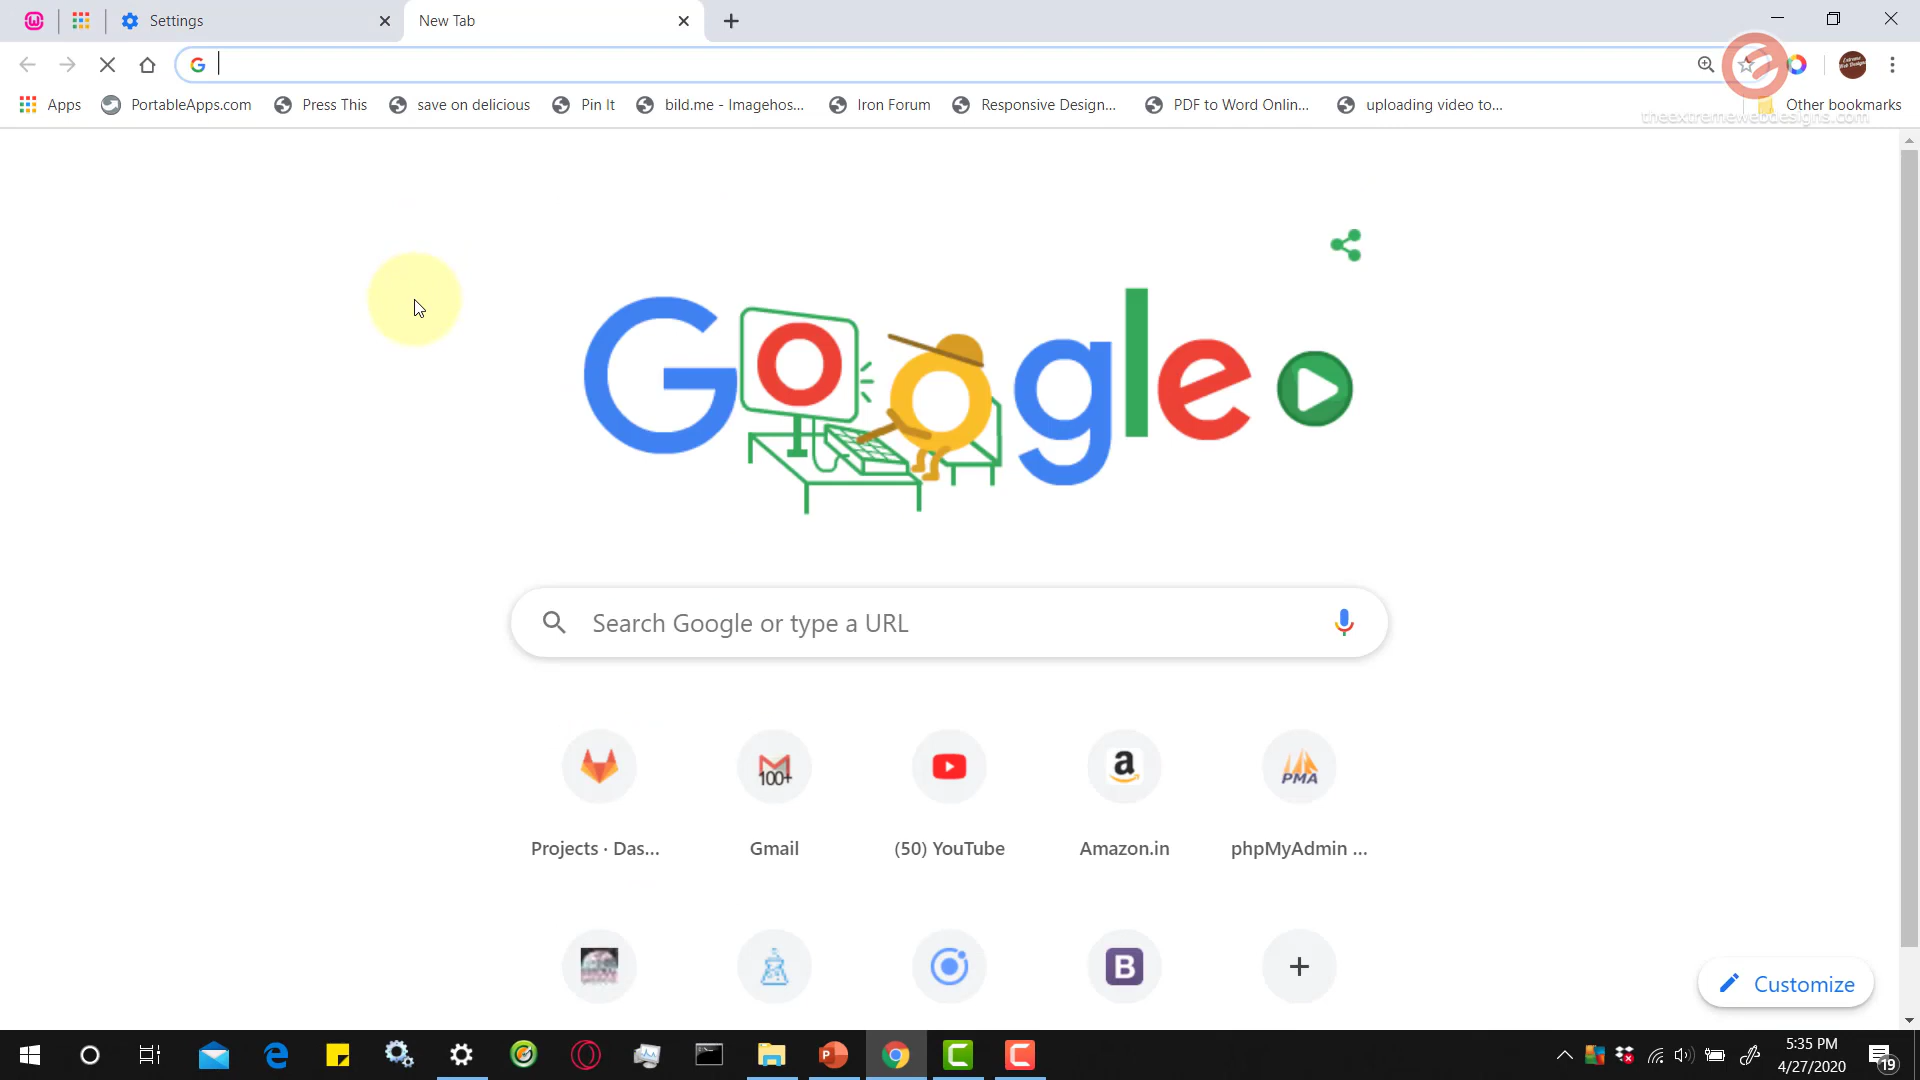 Settings
New Tab
Apps
PortableApps.com
Press This
save on delicious
Pin It
bild.me - Imagehos...
Iron Forum
Responsive Design...
PDF to Word Onlin...
uploading video to...
Other bookmarks
theextremewebdesigns.com
Google
Search Google or type a URL
100+
a
PMA
Projects · Das...
Gmail
(50) YouTube
Amazon.in
phpMyAdmin ...
B
Customize
5:35 PM
4/27/2020
19